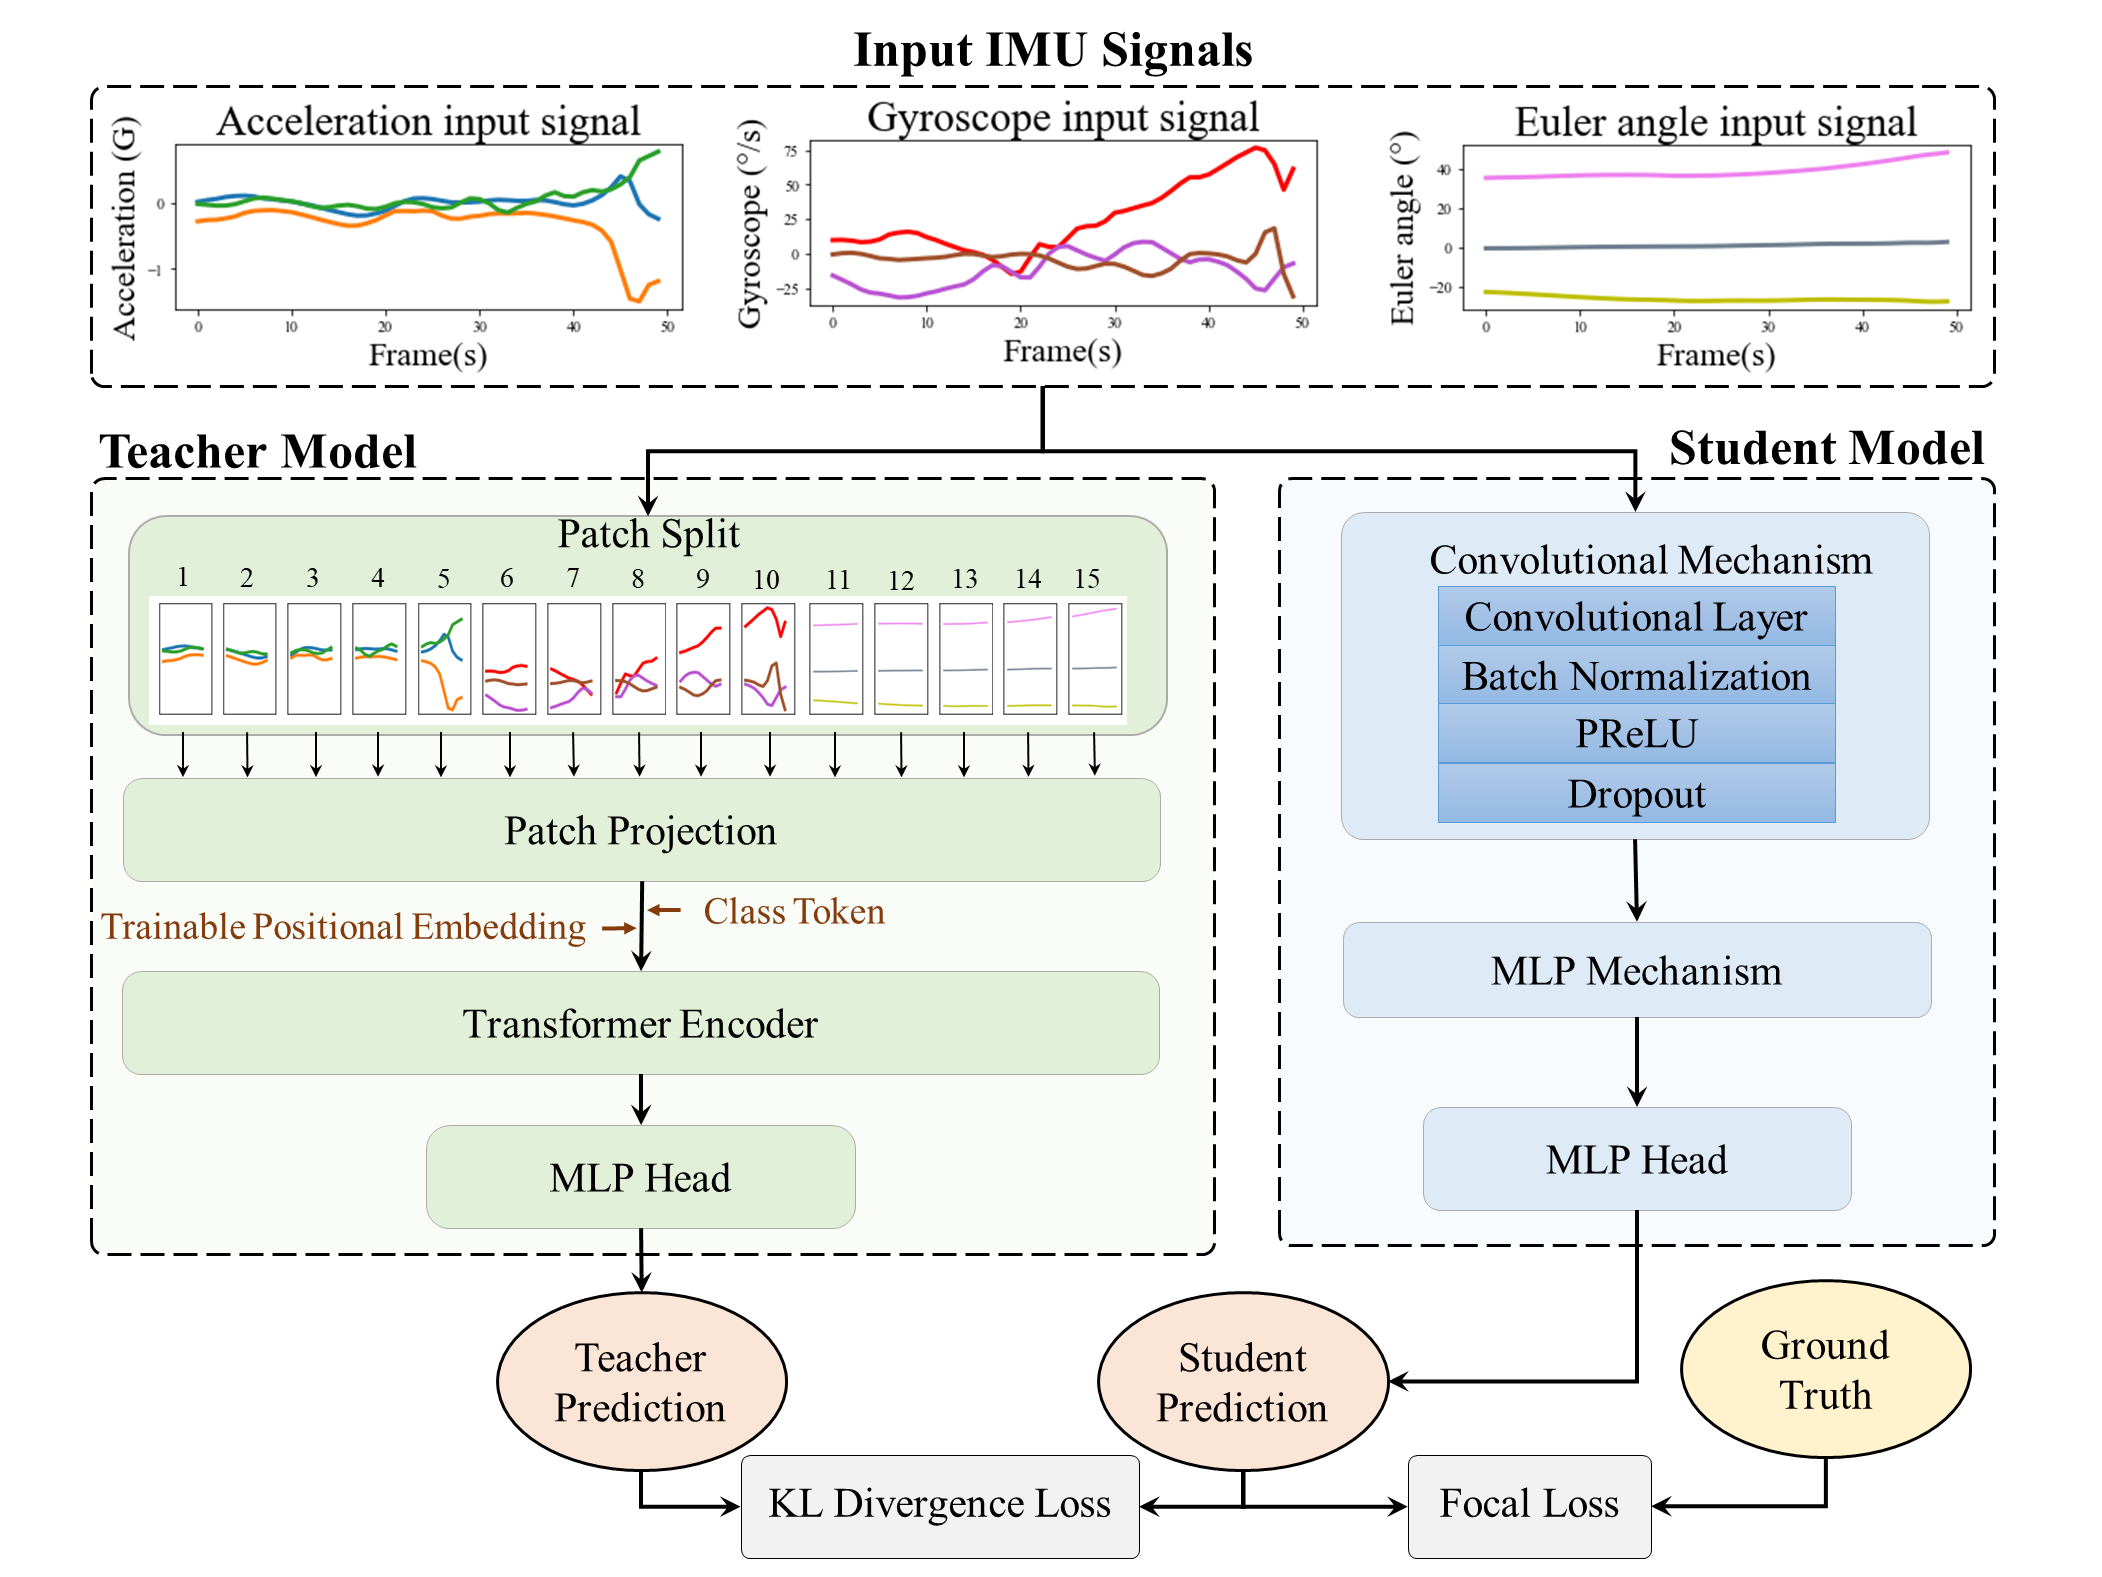 Input IMU Signals
Acceleration input signal
Acceleration (G)
0
−1
0 10 20 30 40 50
Frame(s)
Gyroscope input signal
Gyroscope (°/s)
75
50
25
0
−25
0 10 20 30 40 50
Frame(s)
Euler angle input signal
Euler angle (°)
40
20
0
−20
0 10 20 30 40 50
Frame(s)
Teacher Model
Patch Split
1 2 3 4 5 6 7 8 9 10 11 12 13 14 15
Patch Projection
Class Token
Trainable Positional Embedding
Transformer Encoder
MLP Head
Student Model
Convolutional Mechanism
Convolutional Layer
Batch Normalization
PReLU
Dropout
MLP Mechanism
MLP Head
Teacher
Prediction
Student
Prediction
Ground
Truth
KL Divergence Loss
Focal Loss